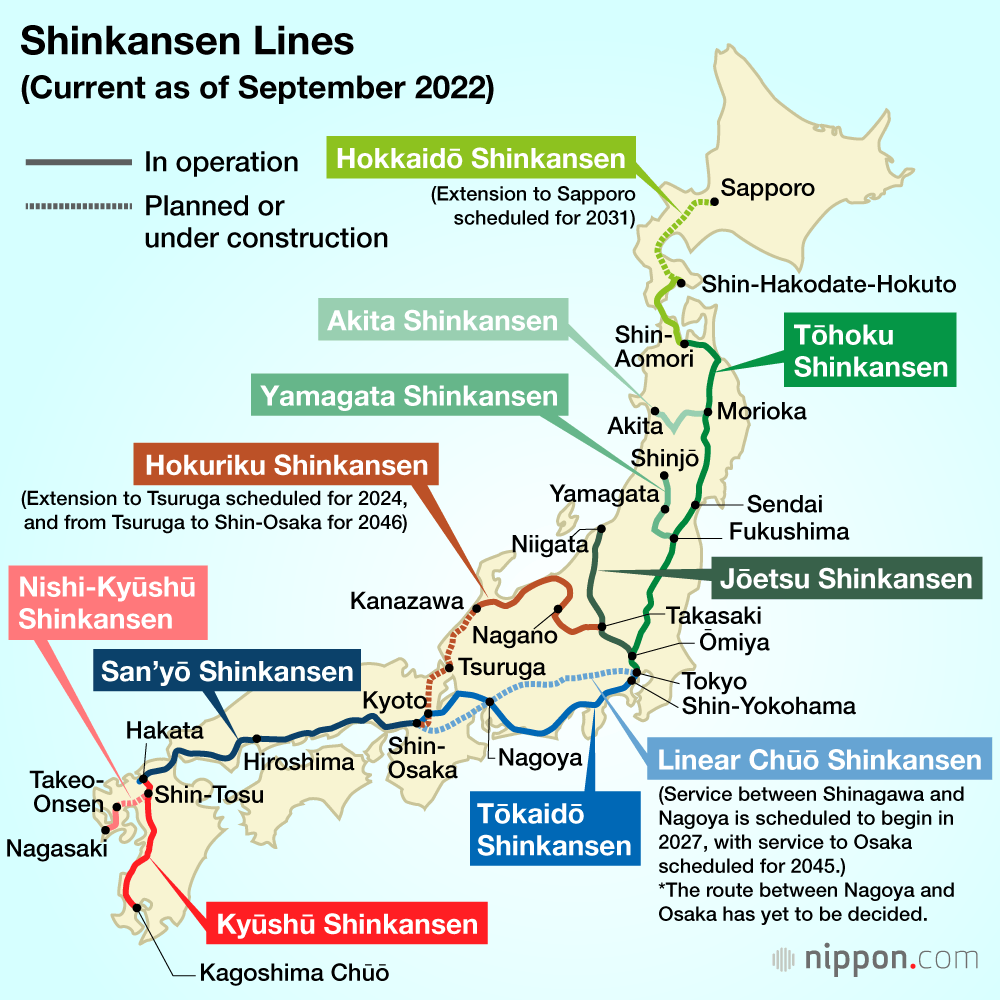 Shinkansen Lines
(Current as of September 2022)
In operation
Planned or
under construction
Hokkaidō Shinkansen
(Extension to Sapporo
scheduled for 2031)
Sapporo
Shin-Hakodate-Hokuto
Akita Shinkansen
Shin-
Aomori
Tōhoku
Shinkansen
Yamagata Shinkansen
Akita
Morioka
Shinjō
Hokuriku Shinkansen
(Extension to Tsuruga scheduled for 2024,
and from Tsuruga to Shin-Osaka for 2046)
Yamagata
Sendai
Fukushima
Niigata
Jōetsu Shinkansen
Nishi-Kyūshū
Shinkansen
Kanazawa
Nagano
Takasaki
Ōmiya
San’yō Shinkansen
Tsuruga
Tokyo
Shin-Yokohama
Kyoto
Hakata
Hiroshima
Shin-
Osaka
Nagoya
Linear Chūō Shinkansen
(Service between Shinagawa and
Nagoya is scheduled to begin in
2027, with service to Osaka
scheduled for 2045.)
*The route between Nagoya and
Osaka has yet to be decided.
Takeo-
Onsen
Shin-Tosu
Nagasaki
Tōkaidō
Shinkansen
Kyūshū Shinkansen
Kagoshima Chūō
nippon.com